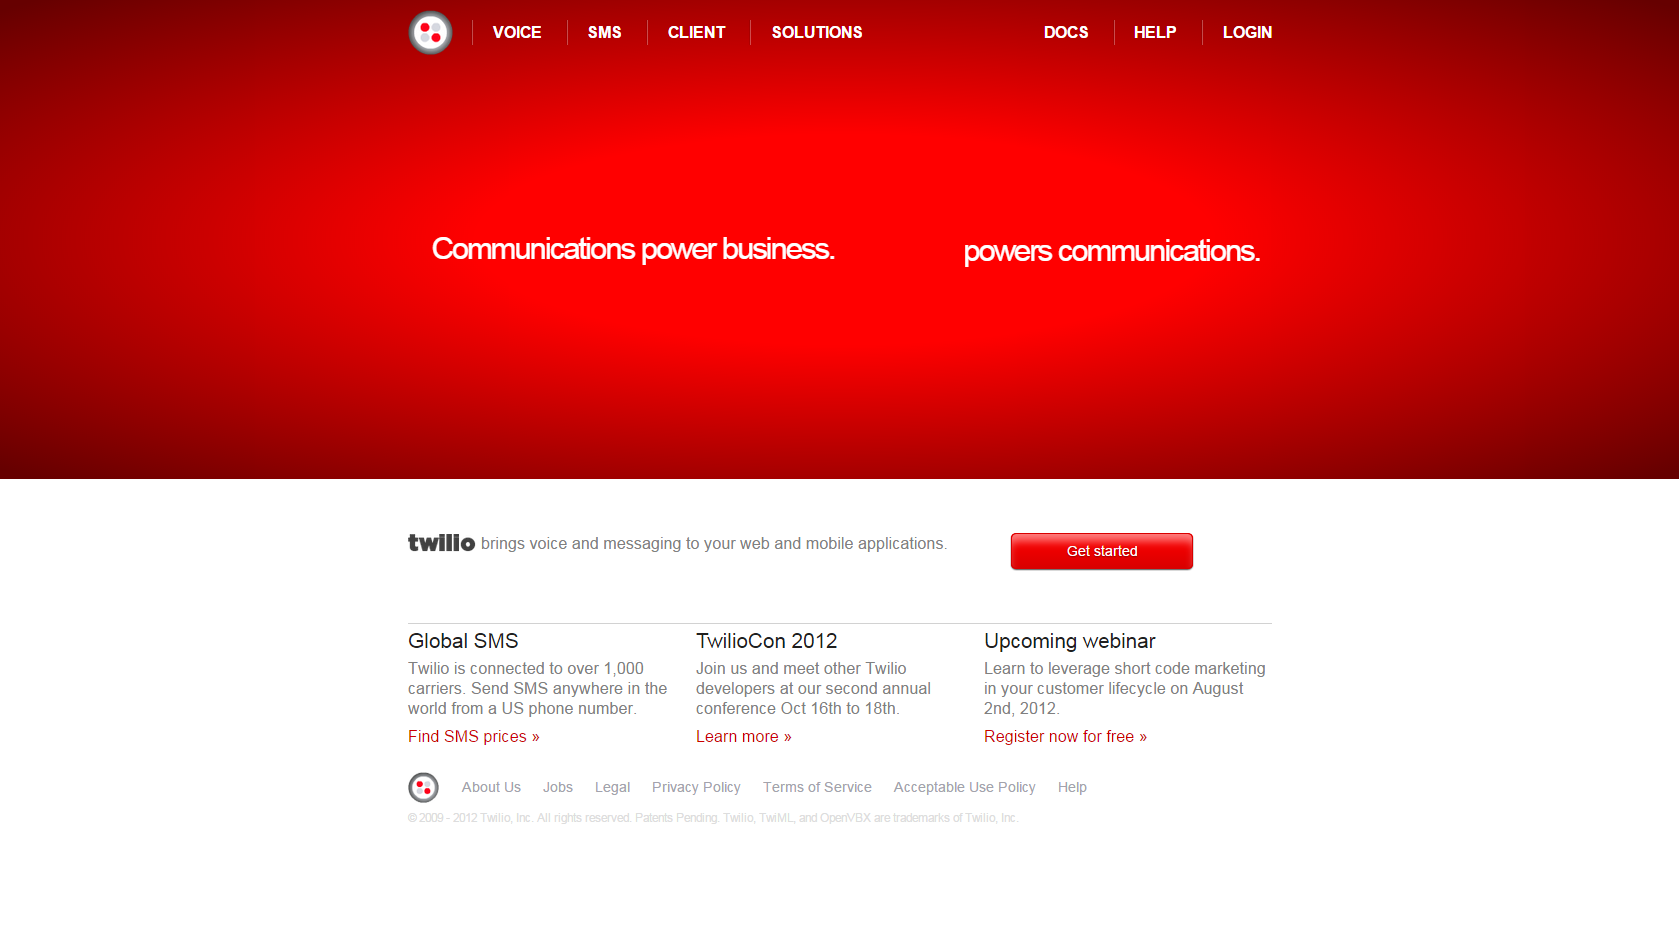 VOICE SMS CLIENT SOLUTIONS DOCS HELP LOGIN
Communications power business. powers communications.
twilio brings voice and messaging to your web and mobile applications.
Get started
Global SMS
Twilio is connected to over 1,000
carriers. Send SMS anywhere in the
world from a US phone number.
Find SMS prices »
TwilioCon 2012
Join us and meet other Twilio
developers at our second annual
conference Oct 16th to 18th.
Learn more »
Upcoming webinar
Learn to leverage short code marketing
in your customer lifecycle on August
2nd, 2012.
Register now for free »
About Us Jobs Legal Privacy Policy Terms of Service Acceptable Use Policy Help
© 2009 - 2012 Twilio, Inc. All rights reserved. Patents Pending. Twilio, TwiML, and OpenVBX are trademarks of Twilio, Inc.